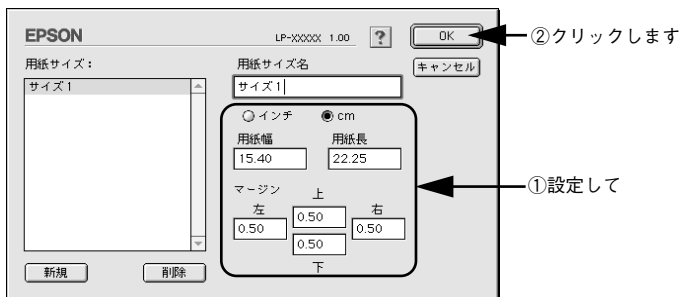 EPSON
LP-XXXXX 1.00
?
OK
②クリックします
用紙サイズ：
用紙サイズ名
キャンセル
サイズ1
サイズ1
インチ
cm
用紙幅
用紙長
15.40
22.25
①設定して
マージン
上
左
右
0.50
0.50
0.50
0.50
下
新規
削除